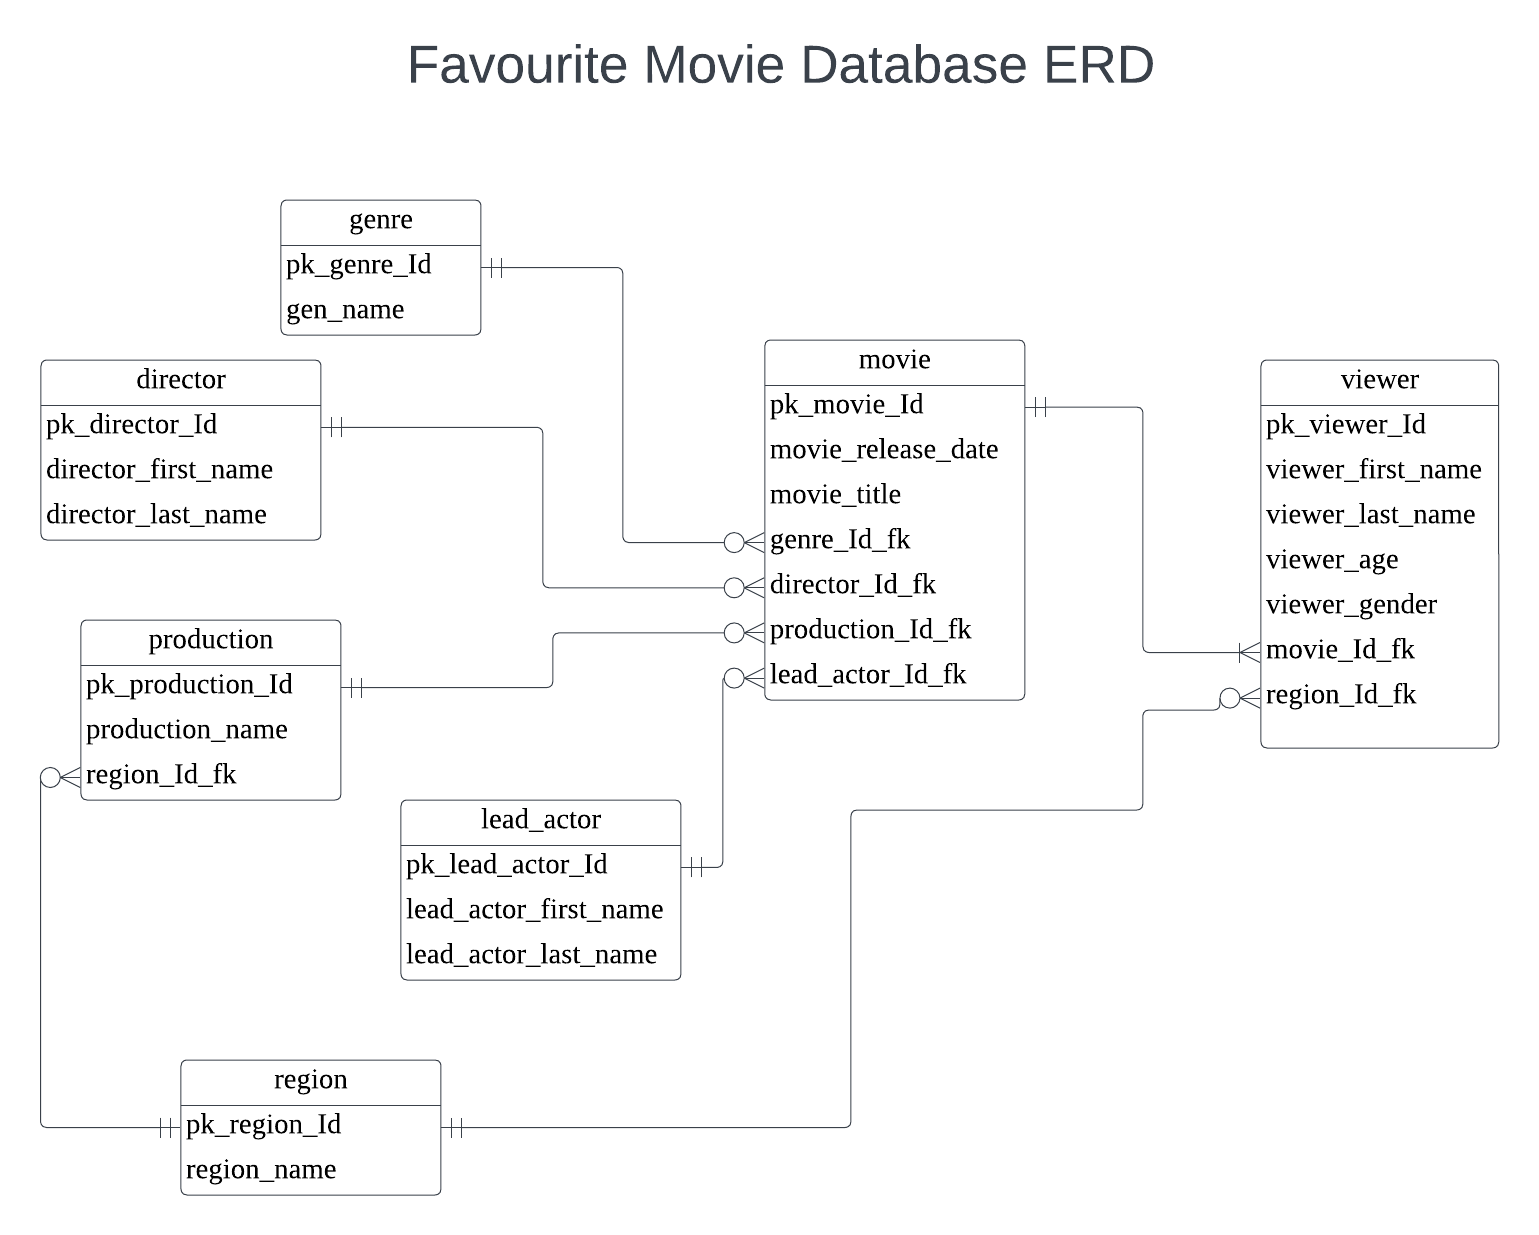 Favourite Movie Database ERD
genre
pk_genre_Id
gen_name
director
pk_director_Id
director_first_name
director_last_name
movie
pk_movie_Id
movie_release_date
movie_title
genre_Id_fk
director_Id_fk
production_Id_fk
lead_actor_Id_fk
viewer
pk_viewer_Id
viewer_first_name
viewer_last_name
viewer_age
viewer_gender
movie_Id_fk
region_Id_fk
production
pk_production_Id
production_name
region_Id_fk
lead_actor
pk_lead_actor_Id
lead_actor_first_name
lead_actor_last_name
region
pk_region_Id
region_name